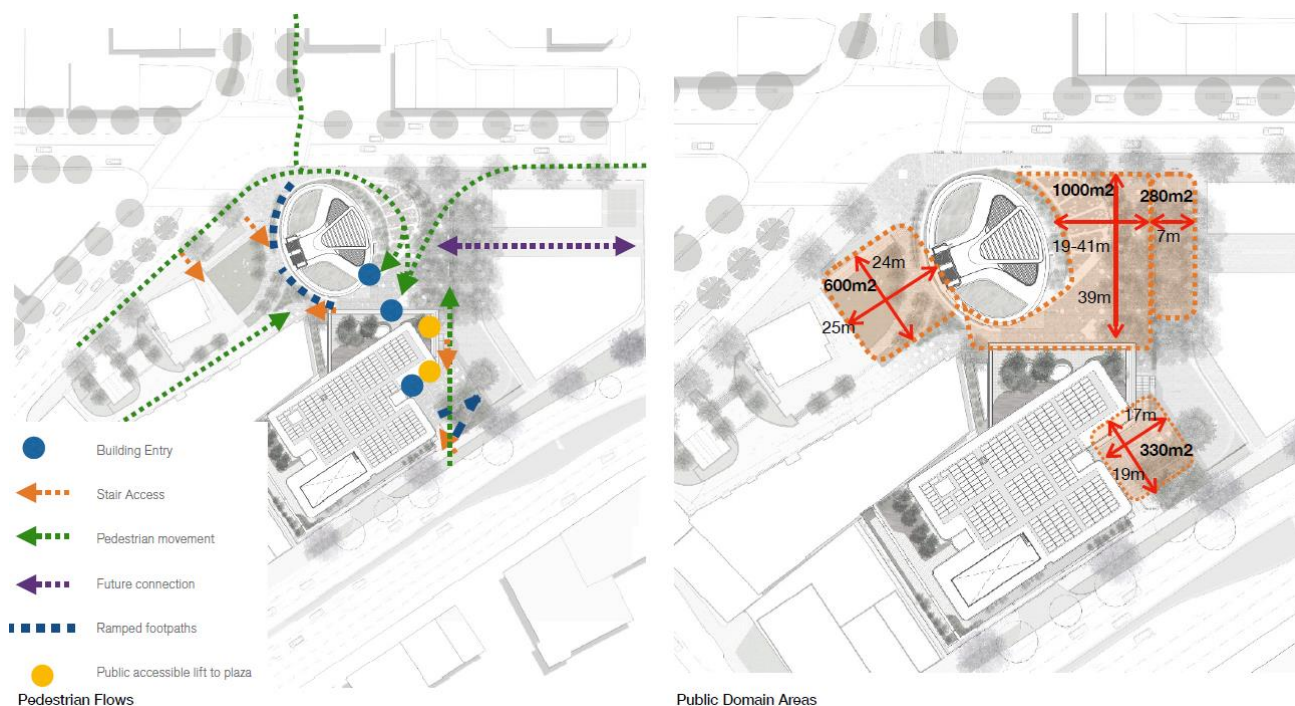 Building Entry
Stair Access
Pedestrian movement
Future connection
Ramped footpaths
Public accessible lift to plaza
Pedestrian Flows
1000m2
280m2
19-41m
7m
24m
600m2
39m
25m
17m
330m2
19m
Public Domain Areas